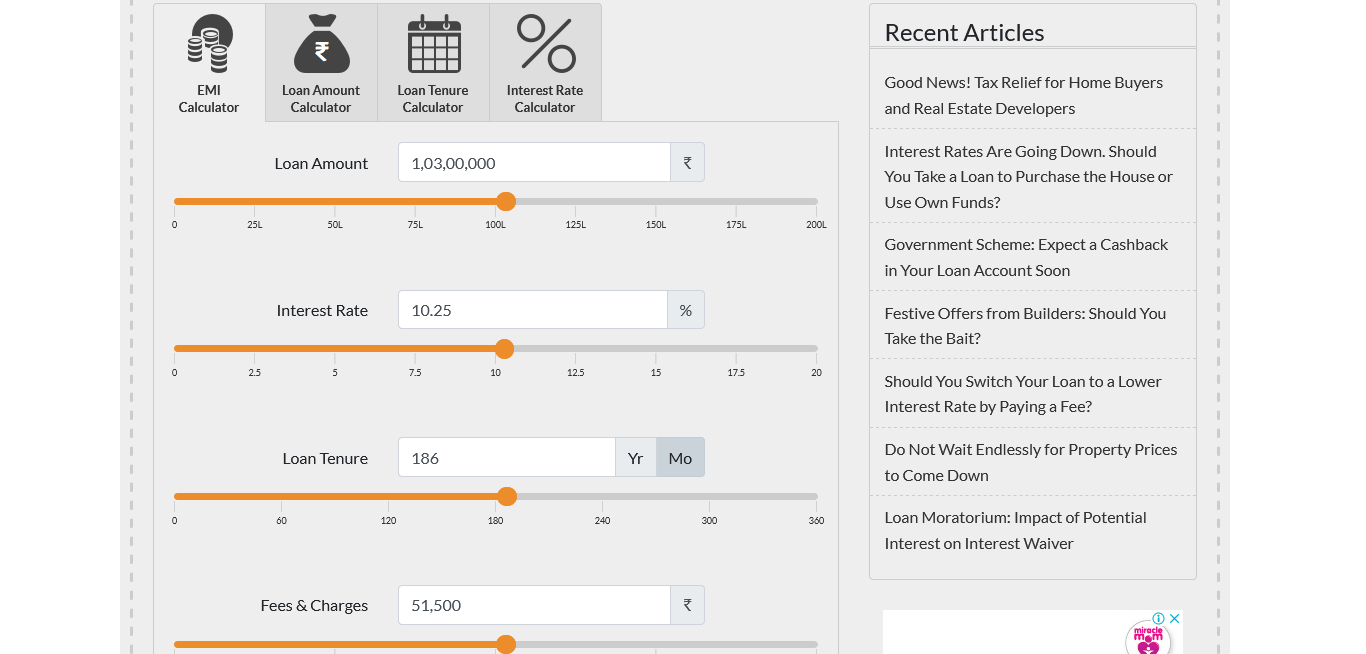 EMI
Calculator
Loan Amount
Calculator
Loan Tenure
Calculator
Interest Rate
Calculator
Loan Amount
1,03,00,000
₹
0 25L 50L 75L 100L 125L 150L 175L 200L
Interest Rate
10.25
%
0 2.5 5 7.5 10 12.5 15 17.5 20
Loan Tenure
186
Yr
Mo
0 60 120 180 240 300 360
Fees & Charges
51,500
₹
Recent Articles
Good News! Tax Relief for Home Buyers
and Real Estate Developers
Interest Rates Are Going Down. Should
You Take a Loan to Purchase the House or
Use Own Funds?
Government Scheme: Expect a Cashback
in Your Loan Account Soon
Festive Offers from Builders: Should You
Take the Bait?
Should You Switch Your Loan to a Lower
Interest Rate by Paying a Fee?
Do Not Wait Endlessly for Property Prices
to Come Down
Loan Moratorium: Impact of Potential
Interest on Interest Waiver
miracle
mom